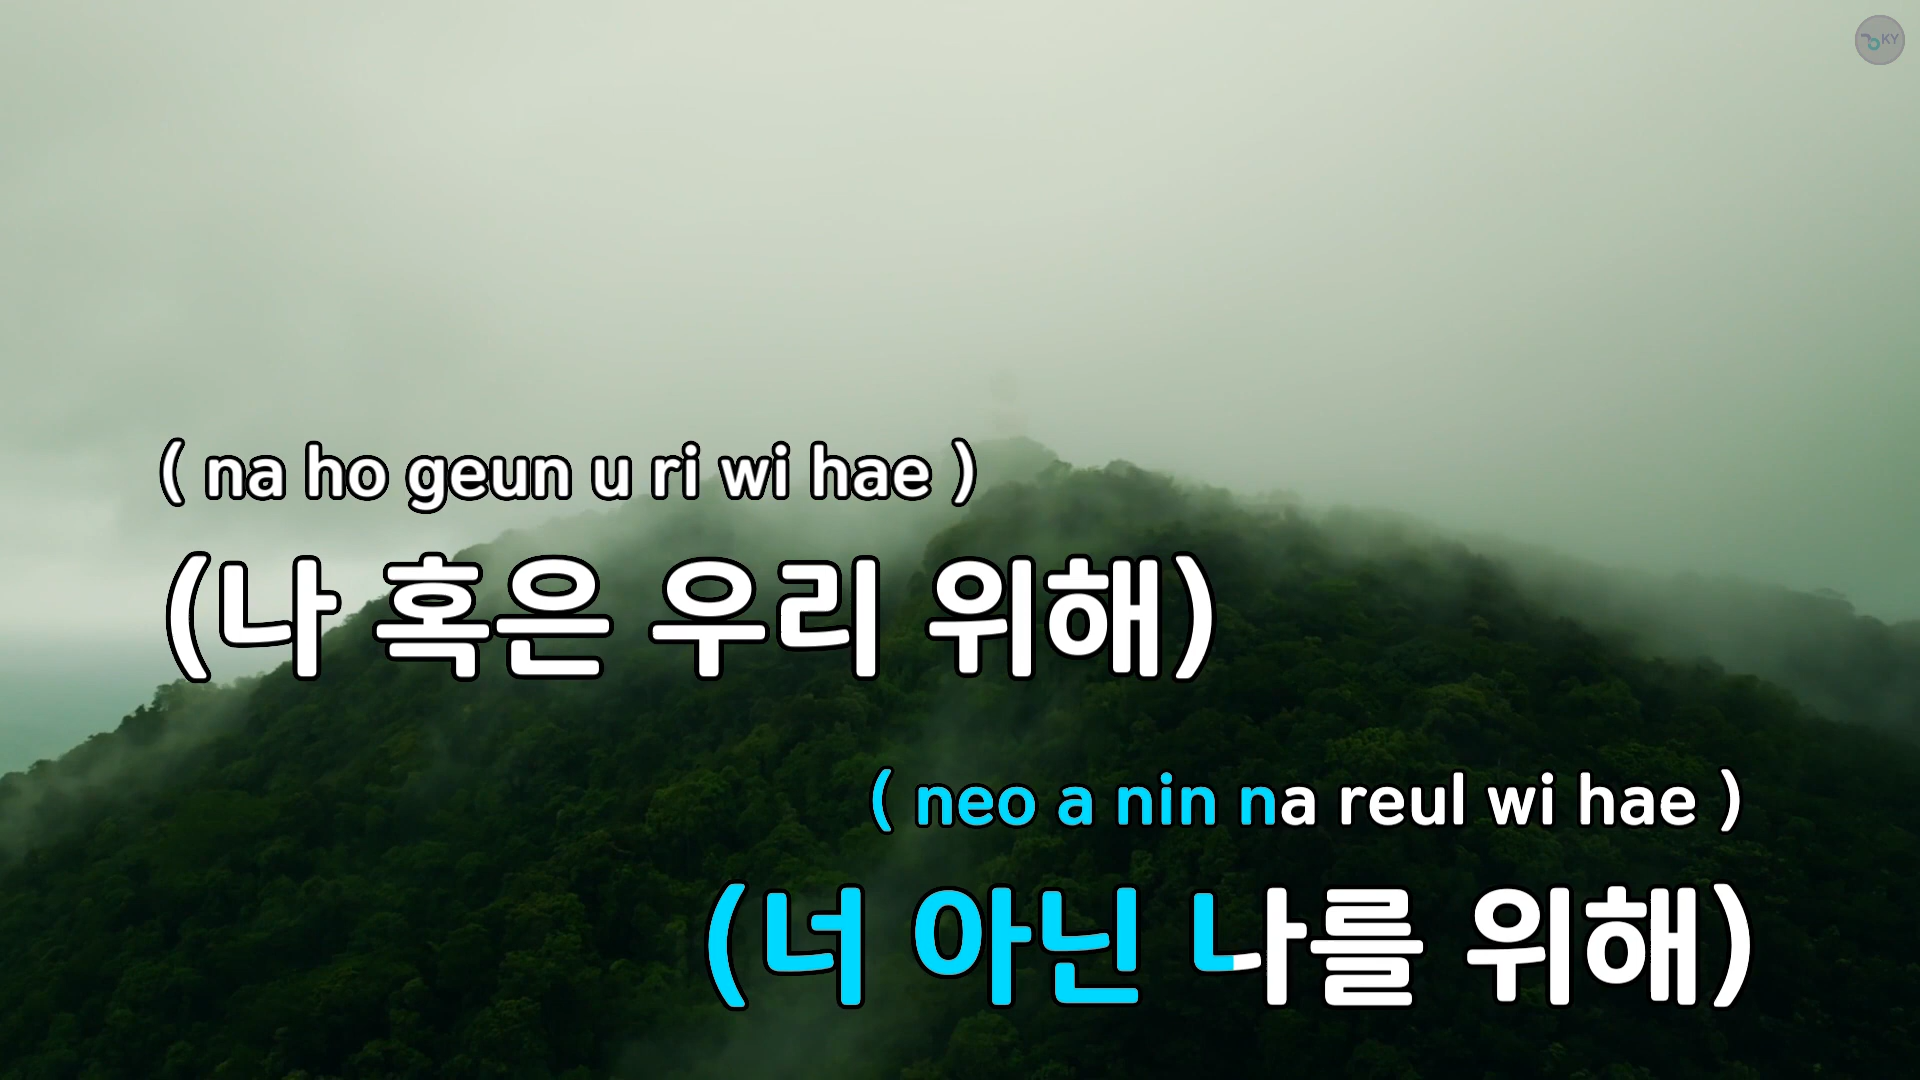 KY
( na ho geun u ri wi hae )
(나 혹은 우리 위해)
( neo a nin na reul wi hae )
(너 아닌 나를 위해)